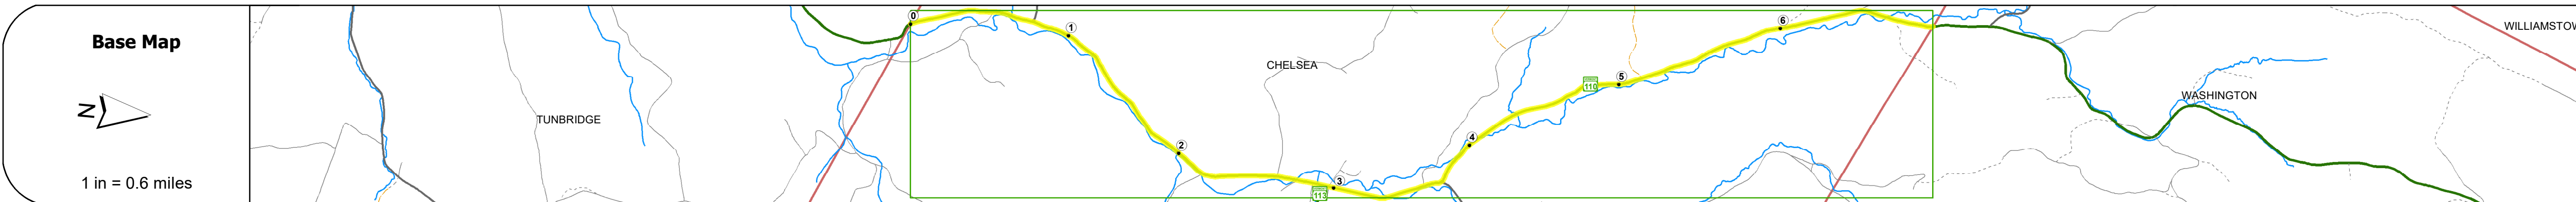 Base Map
N
1 in = 0.6 miles
TUNBRIDGE
0
1
2
CHELSEA
3
113
4
110
5
6
WASHINGTON
WILLIAMSTOW